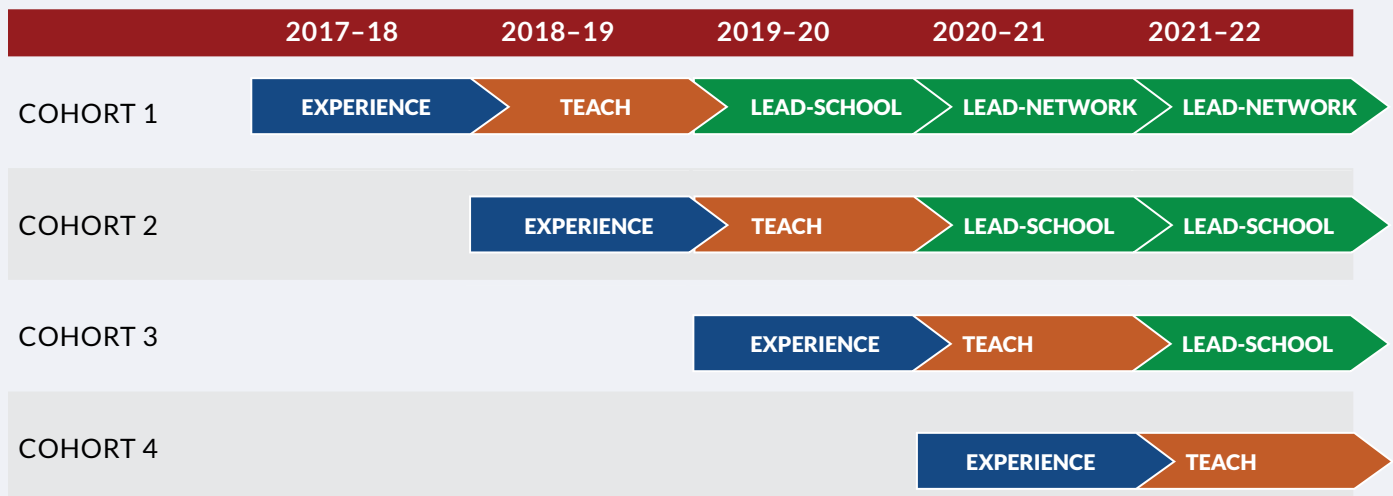 2017–18 2018–19 2019–20 2020–21 2021–22
COHORT 1 EXPERIENCE TEACH LEAD-SCHOOL LEAD-NETWORK LEAD-NETWORK
COHORT 2 EXPERIENCE TEACH LEAD-SCHOOL LEAD-SCHOOL
COHORT 3 EXPERIENCE TEACH LEAD-SCHOOL
COHORT 4 EXPERIENCE TEACH